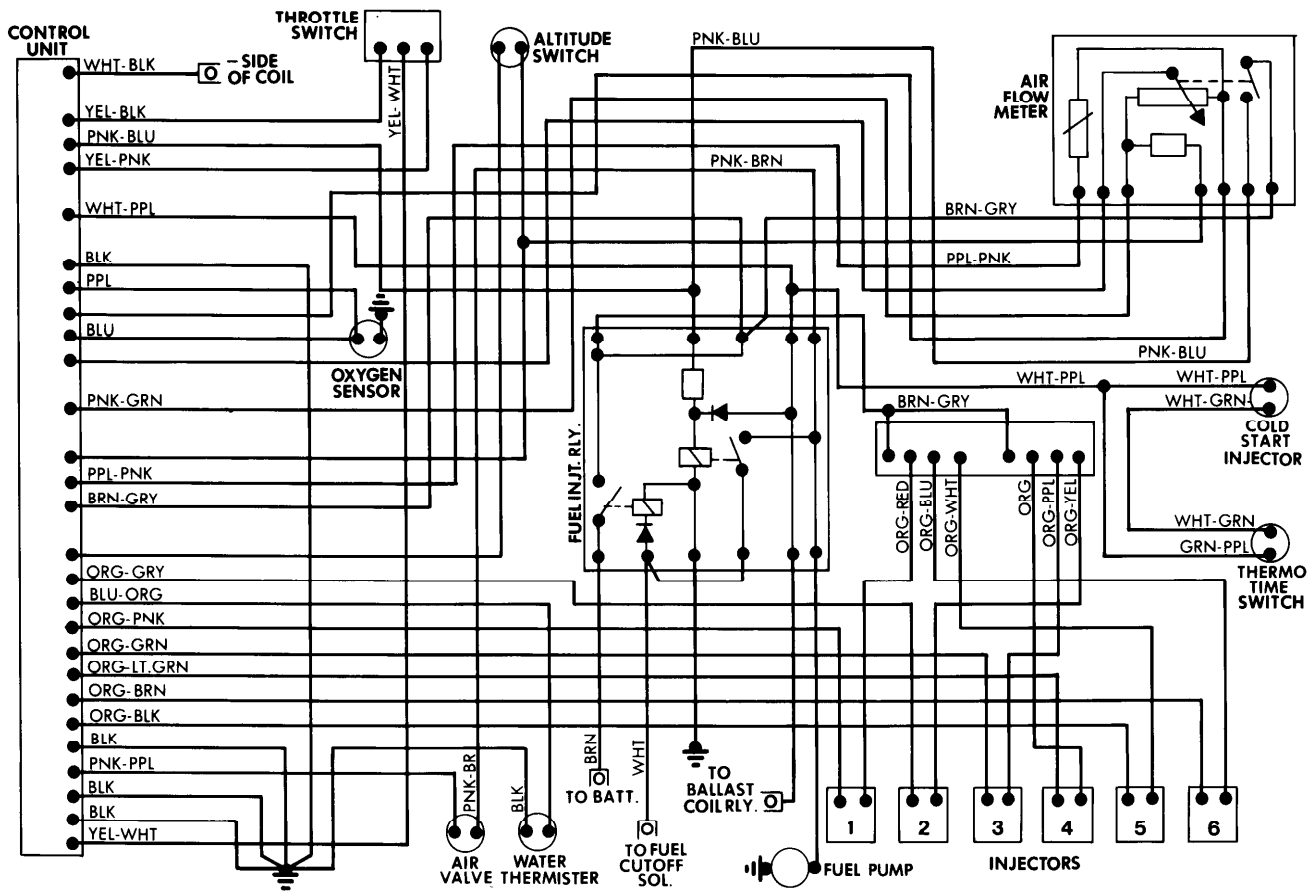 CONTROL
UNIT
WHT-BLK
– SIDE
OF COIL
THROTTLE
SWITCH
YEL-WHT
ALTITUDE
SWITCH
PNK-BLU
AIR
FLOW
METER
YEL-BLK
PNK-BLU
YEL-PNK
PNK-BRN
WHT-PPL
BRN-GRY
BLK
PPL-PNK
PPL
BLU
OXYGEN
SENSOR
PNK-BLU
WHT-PPL
WHT-PPL
PNK-GRN
BRN-GRY
WHT-GRN-
COLD
START
INJECTOR
FUEL INJT. RLY.
PPL-PNK
BRN-GRY
ORG-RED
ORG-BLU
ORG-WHT
ORG
ORG-PPL
ORG-YEL
WHT-GRN
GRN-PPL
THERMO
TIME
SWITCH
ORG-GRY
BLU-ORG
ORG-PNK
ORG-GRN
ORG-LT.GRN
ORG-BRN
ORG-BLK
BLK
PNK-PPL
BLK
BLK
YEL-WHT
PNK-BR
BLK
BRN
WHT
AIR
VALVE
WATER
THERMISTER
TO BATT.
TO FUEL
CUTOFF
SOL.
TO
BALLAST
COIL RLY.
FUEL PUMP
1
2
3
4
5
6
INJECTORS